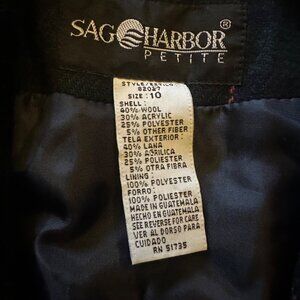 SAG HARBOR®
PETITE
82027
SIZE: 10
SHELL:
40% WOOL
30% ACRYLIC
25% POLYESTER
5% OTHER FIBER
TELA EXTERIOR:
40% LANA
30% ACRILICA
25% POLIESTER
5% OTRA FIBRA
LINING:
100% POLYESTER
FORRO:
100% POLIESTER
MADE IN GUATEMALA
HECHO EN GUATEMALA
SEE REVERSE FOR CARE
VER AL DORSO PARA
CUIDADO
RN 51735